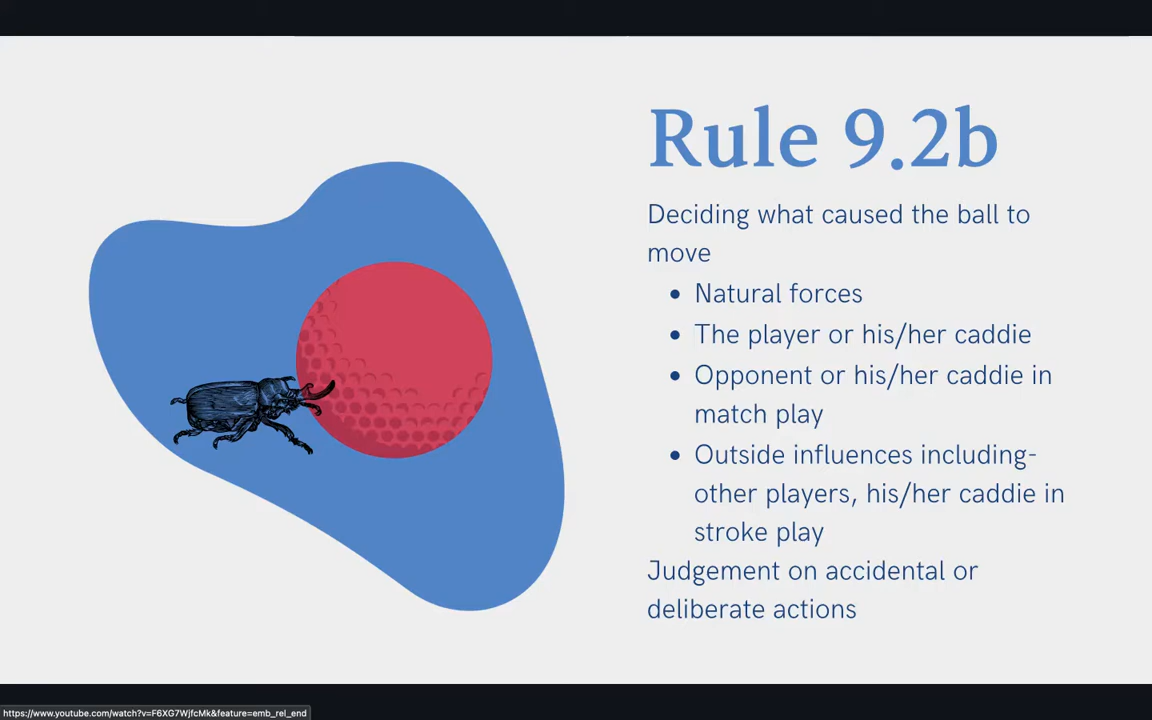 Rule 9.2b
Deciding what caused the ball to
move
• Natural forces
• The player or his/her caddie
• Opponent or his/her caddie in
match play
• Outside influences including-
other players, his/her caddie in
stroke play
Judgement on accidental or
deliberate actions
https://www.youtube.com/watch?v=F6XG7WjfcMk&feature=emb_rel_end